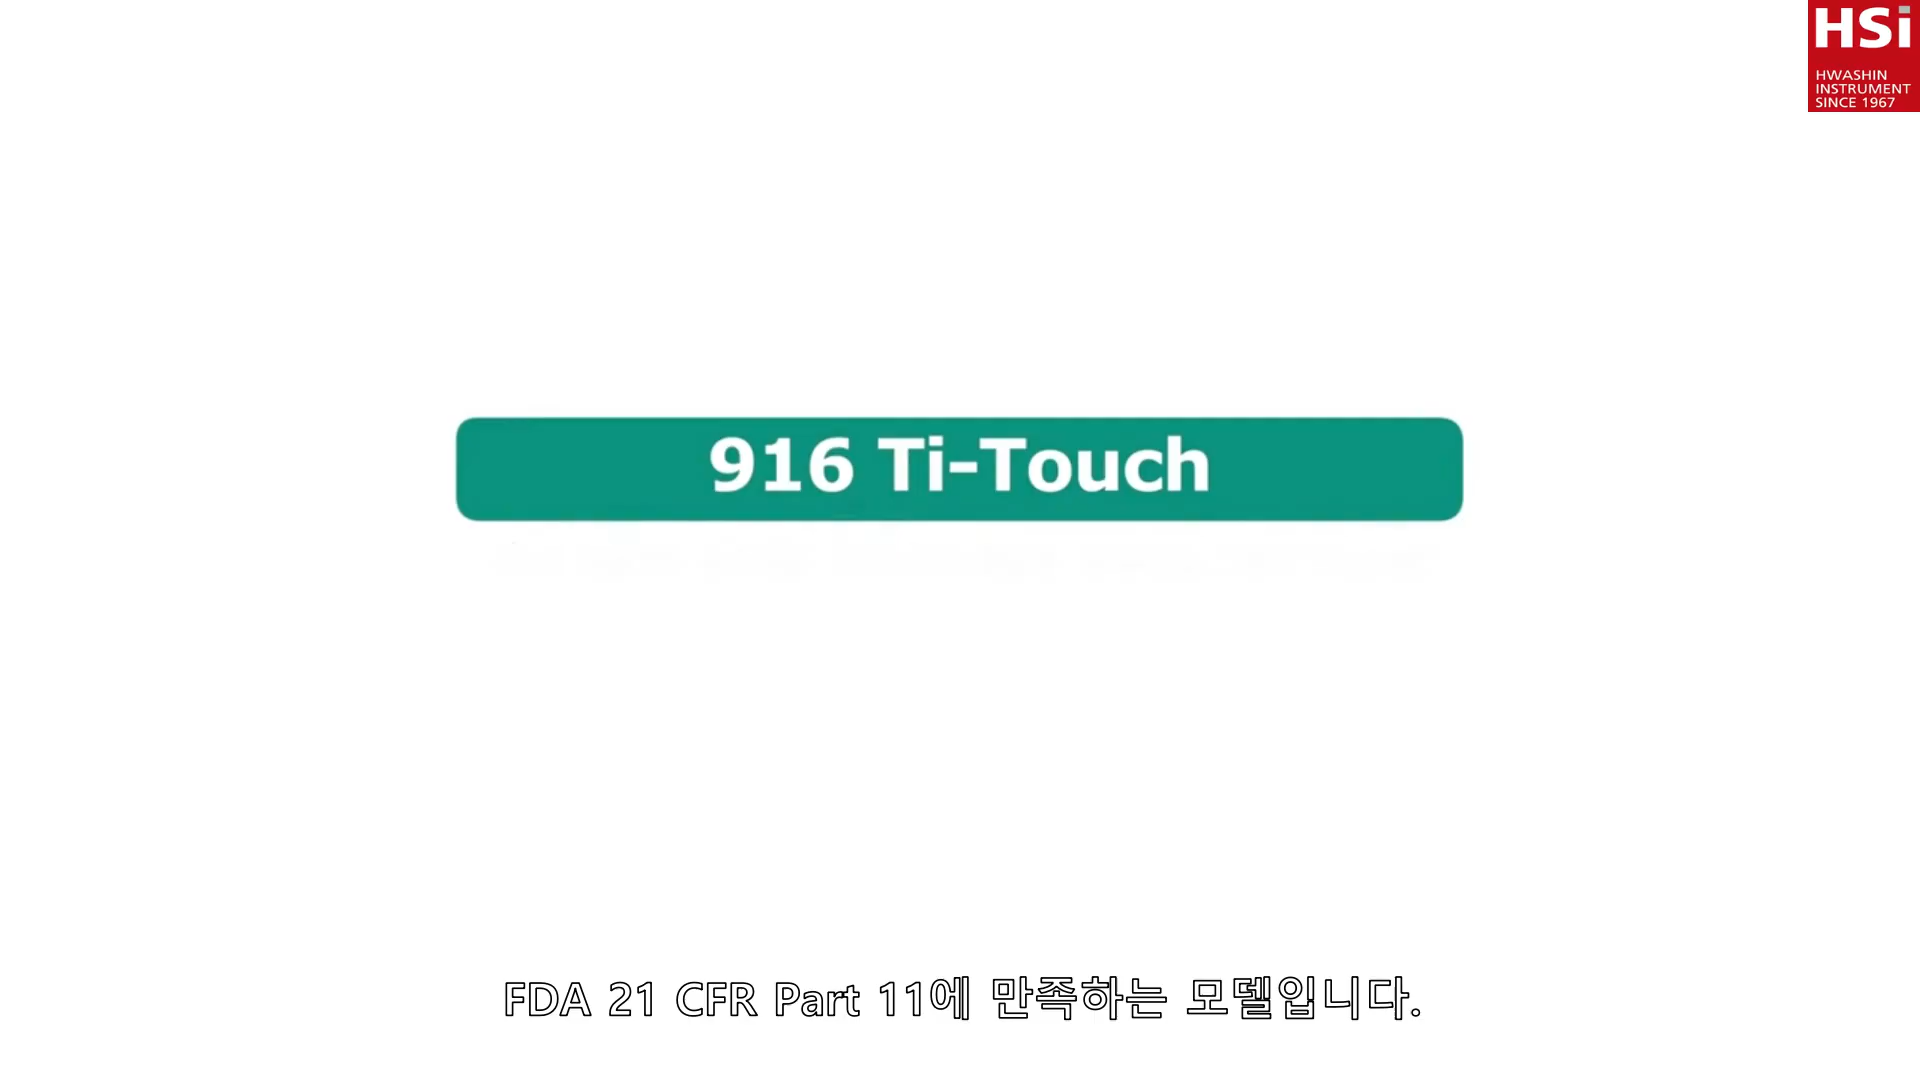 HSi
HWASHIN
INSTRUMENT
SINCE 1967
916 Ti-Touch
FDA 21 CFR Part 11에 만족하는 모델입니다.